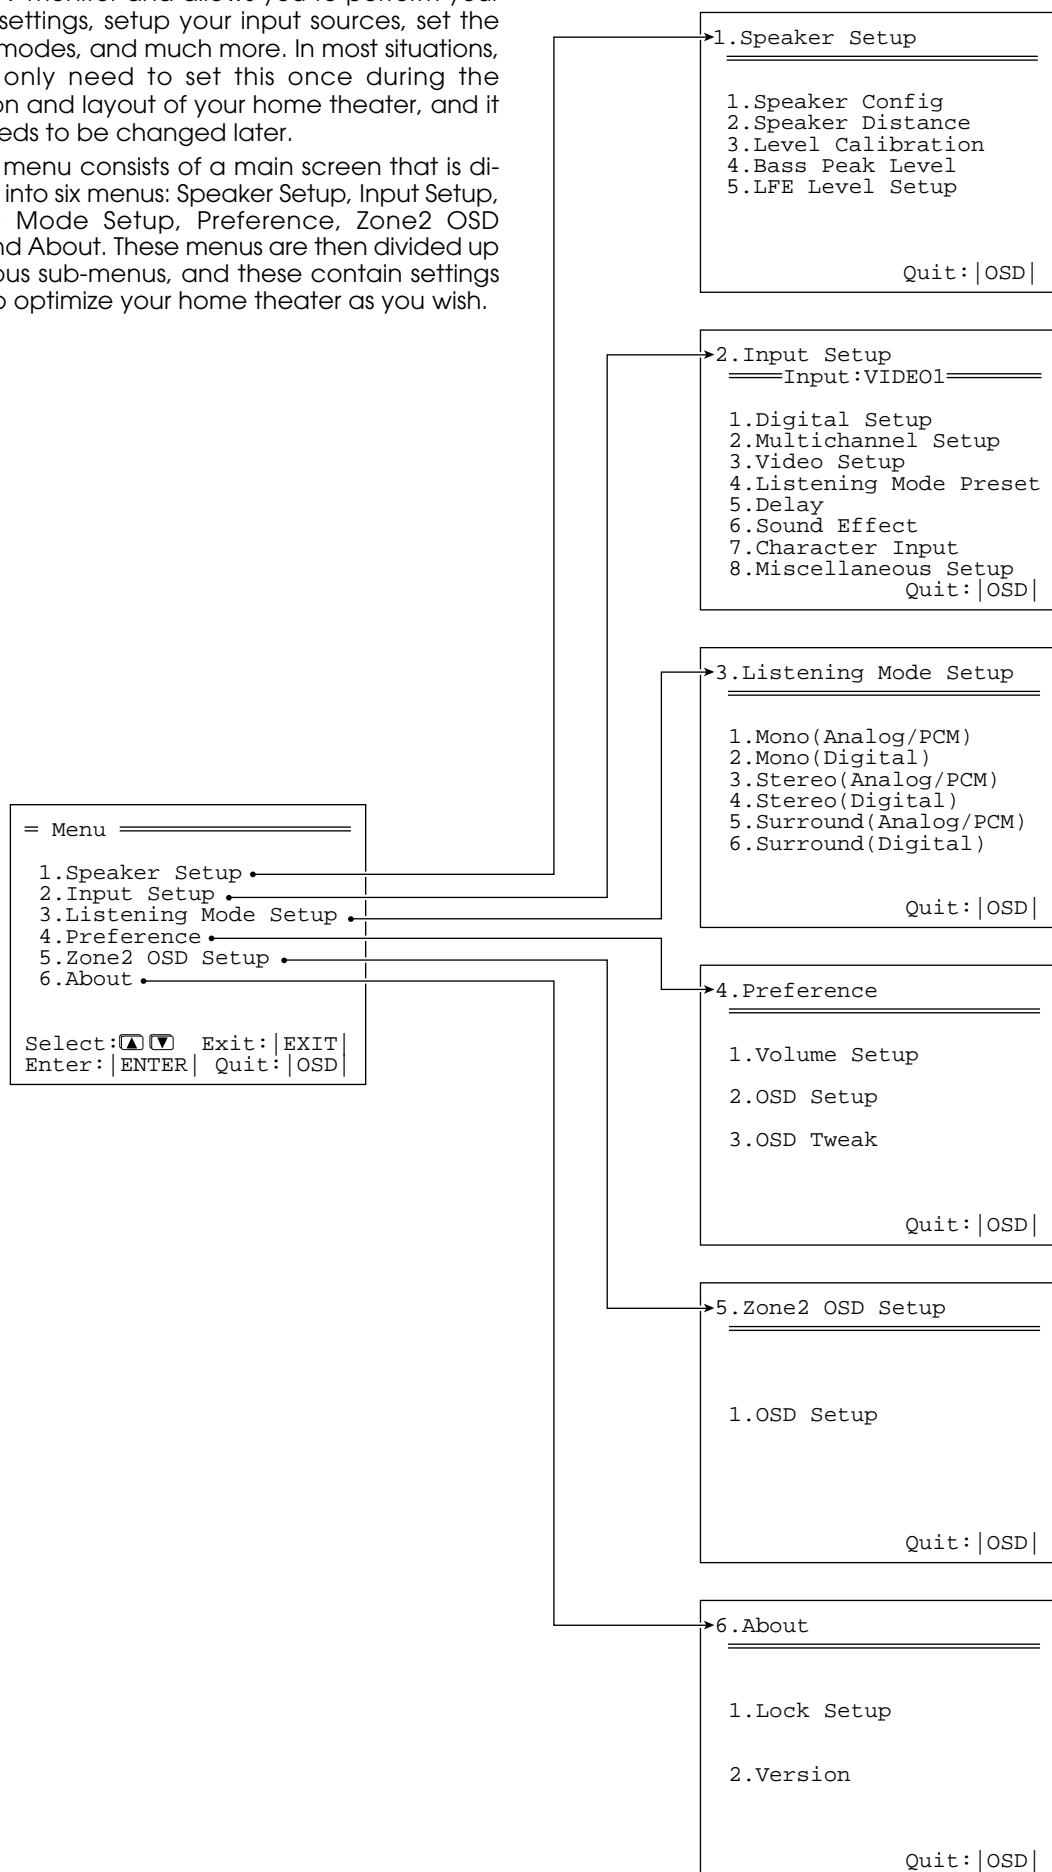 settings, setup your input sources, set the
modes, and much more. In most situations,
only need to set this once during the
on and layout of your home theater, and it
eds to be changed later.
menu consists of a main screen that is di-
into six menus: Speaker Setup, Input Setup,
Mode Setup, Preference, Zone2 OSD
nd About. These menus are then divided up
ous sub-menus, and these contain settings
o optimize your home theater as you wish.
= Menu
1.Speaker Setup
2.Input Setup
3.Listening Mode Setup
4.Preference
5.Zone2 OSD Setup
6.About
Select:▲▼ Exit:|EXIT|
Enter:|ENTER| Quit:|OSD|
1.Speaker Setup
1.Speaker Config
2.Speaker Distance
3.Level Calibration
4.Bass Peak Level
5.LFE Level Setup
Quit:|OSD|
2.Input Setup
Input:VIDEO1
1.Digital Setup
2.Multichannel Setup
3.Video Setup
4.Listening Mode Preset
5.Delay
6.Sound Effect
7.Character Input
8.Miscellaneous Setup
Quit:|OSD|
3.Listening Mode Setup
1.Mono(Analog/PCM)
2.Mono(Digital)
3.Stereo(Analog/PCM)
4.Stereo(Digital)
5.Surround(Analog/PCM)
6.Surround(Digital)
Quit:|OSD|
4.Preference
1.Volume Setup
2.OSD Setup
3.OSD Tweak
Quit:|OSD|
5.Zone2 OSD Setup
1.OSD Setup
Quit:|OSD|
6.About
1.Lock Setup
2.Version
Quit:|OSD|